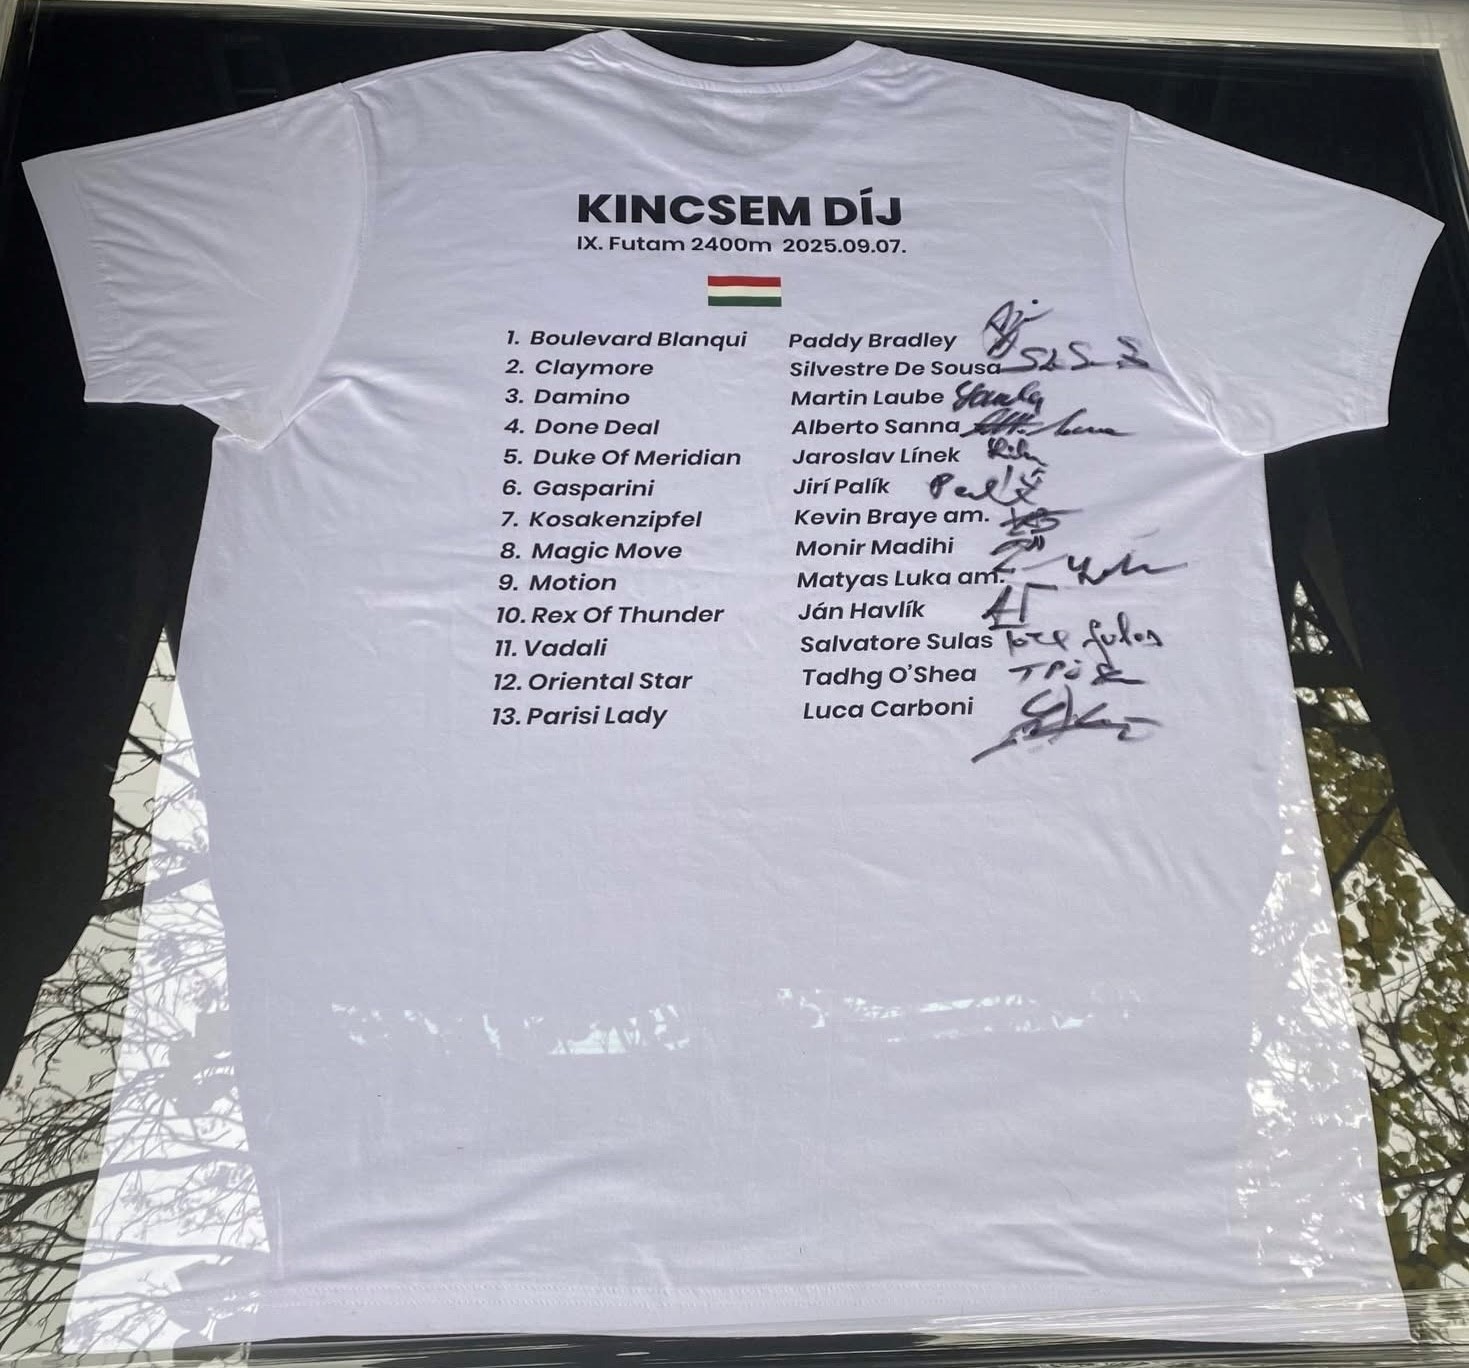 KINCSEM DÍJ
IX. Futam 2400m 2025.09.07.
1. Boulevard Blanqui Paddy Bradley
2. Claymore Silvestre De Sousa
3. Damino Martin Laube
4. Done Deal Alberto Sanna
5. Duke Of Meridian Jaroslav Línek
6. Gasparini Jirí Palík
7. Kosakenzipfel Kevin Braye am.
8. Magic Move Monir Madihi
9. Motion Matyas Luka am.
10. Rex Of Thunder Ján Havlík
11. Vadali Salvatore Sulas
12. Oriental Star Tadhg O'Shea
13. Parisi Lady Luca Carboni